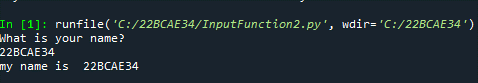 In [1]: runfile('C:/22BCAE34/InputFunction2.py', wdir='C:/22BCAE34')
What is your name?
22BCAE34
my name is  22BCAE34